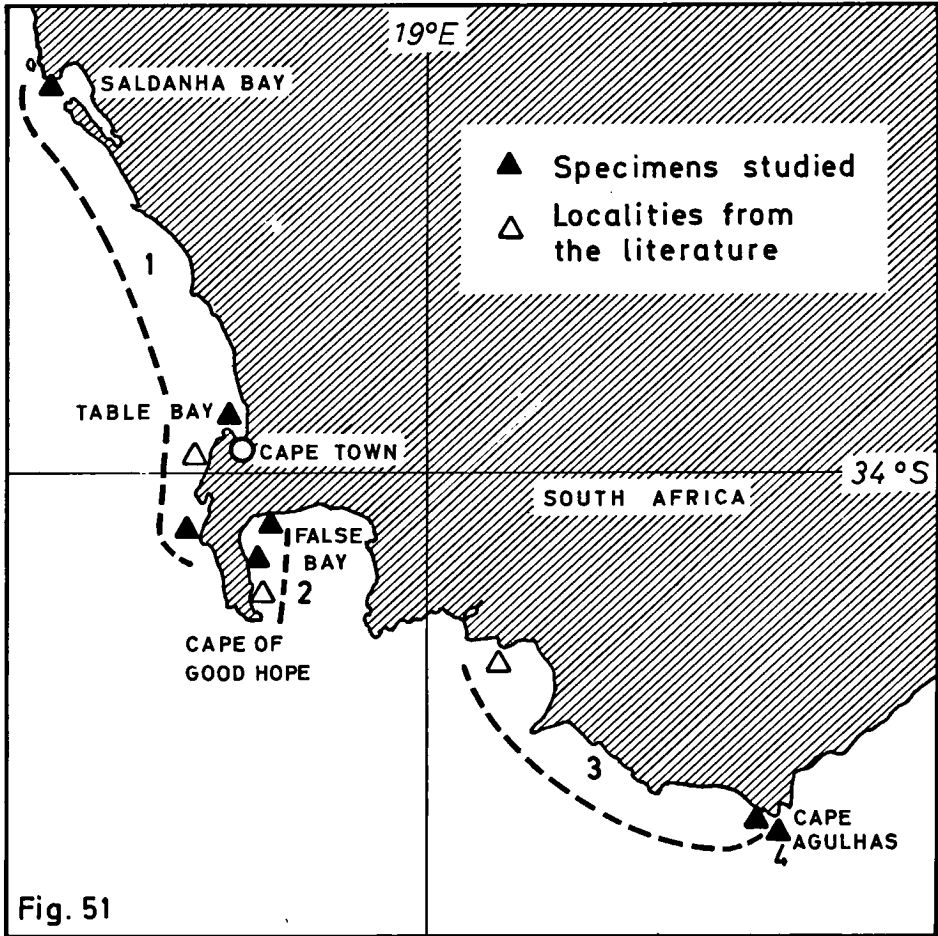 19°E
SALDANHA BAY
▲ Specimens studied
△ Localities from
the literature
1
TABLE BAY
CAPE TOWN
34°S
SOUTH AFRICA
FALSE
BAY
2
CAPE OF
GOOD HOPE
3
CAPE
AGULHAS
4
Fig. 51